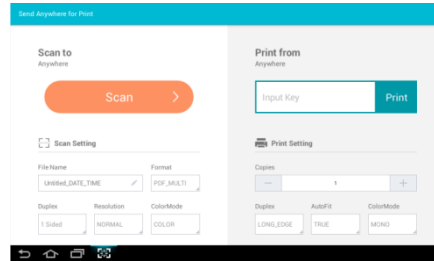 Send Anywhere for Print
Scan to
Anywhere
Scan
Scan Setting
File Name
Format
Untitled_DATE_TIME
PDF_MULTI
Duplex
Resolution
ColorMode
1 Sided
NORMAL
COLOR
Print from
Anywhere
Input Key
Print
Print Setting
Copies
1
Duplex
AutoFit
ColorMode
LONG_EDGE
TRUE
MONO